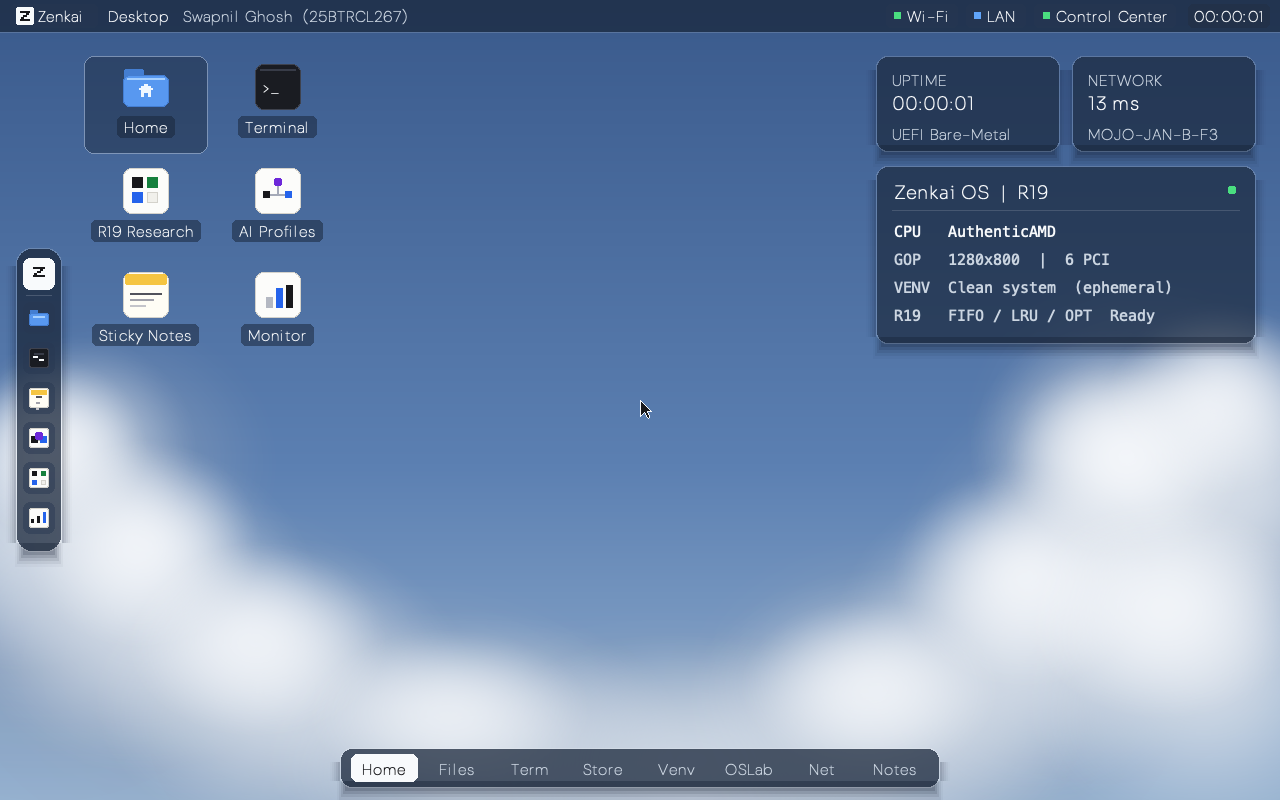 Z Zenkai Desktop Swapnil Ghosh (25BTRCL267) Wi-Fi LAN Control Center 00:00:01
Home
>_
Terminal
R19 Research
AI Profiles
Sticky Notes
Monitor
UPTIME
00:00:01
UEFI Bare-Metal
NETWORK
13 ms
MOJO-JAN-B-F3
Zenkai OS | R19
CPU AuthenticAMD
GOP 1280x800 | 6 PCI
VENV Clean system (ephemeral)
R19 FIFO / LRU / OPT Ready
Z
Home Files Term Store Venv OSLab Net Notes